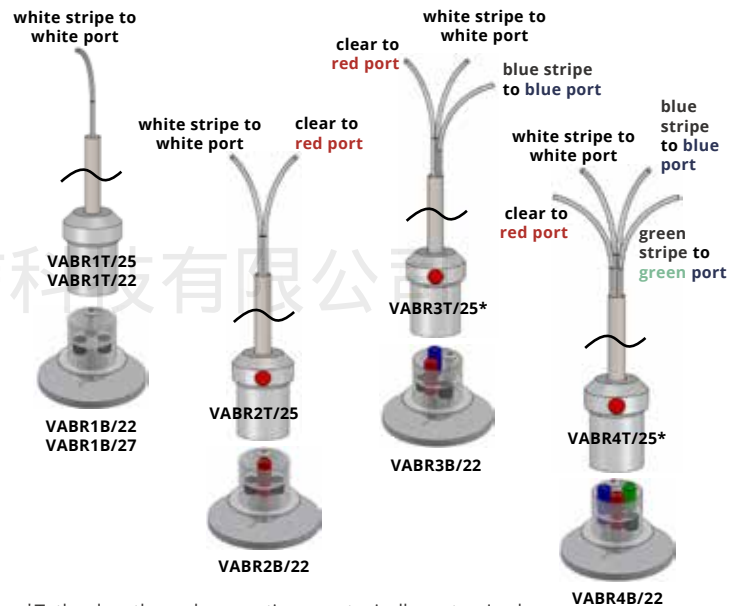 white stripe to
white port
VABR1T/25
VABR1T/22
VABR1B/22
VABR1B/27
white stripe to
white port
clear to
red port
VABR2T/25
VABR2B/22
clear to
red port
white stripe to
white port
blue stripe
to blue port
VABR3T/25*
VABR3B/22
clear to
red port
white stripe to
white port
blue
stripe
to blue
port
green
stripe to
green port
VABR4T/25*
VABR4B/22
科技有限公司